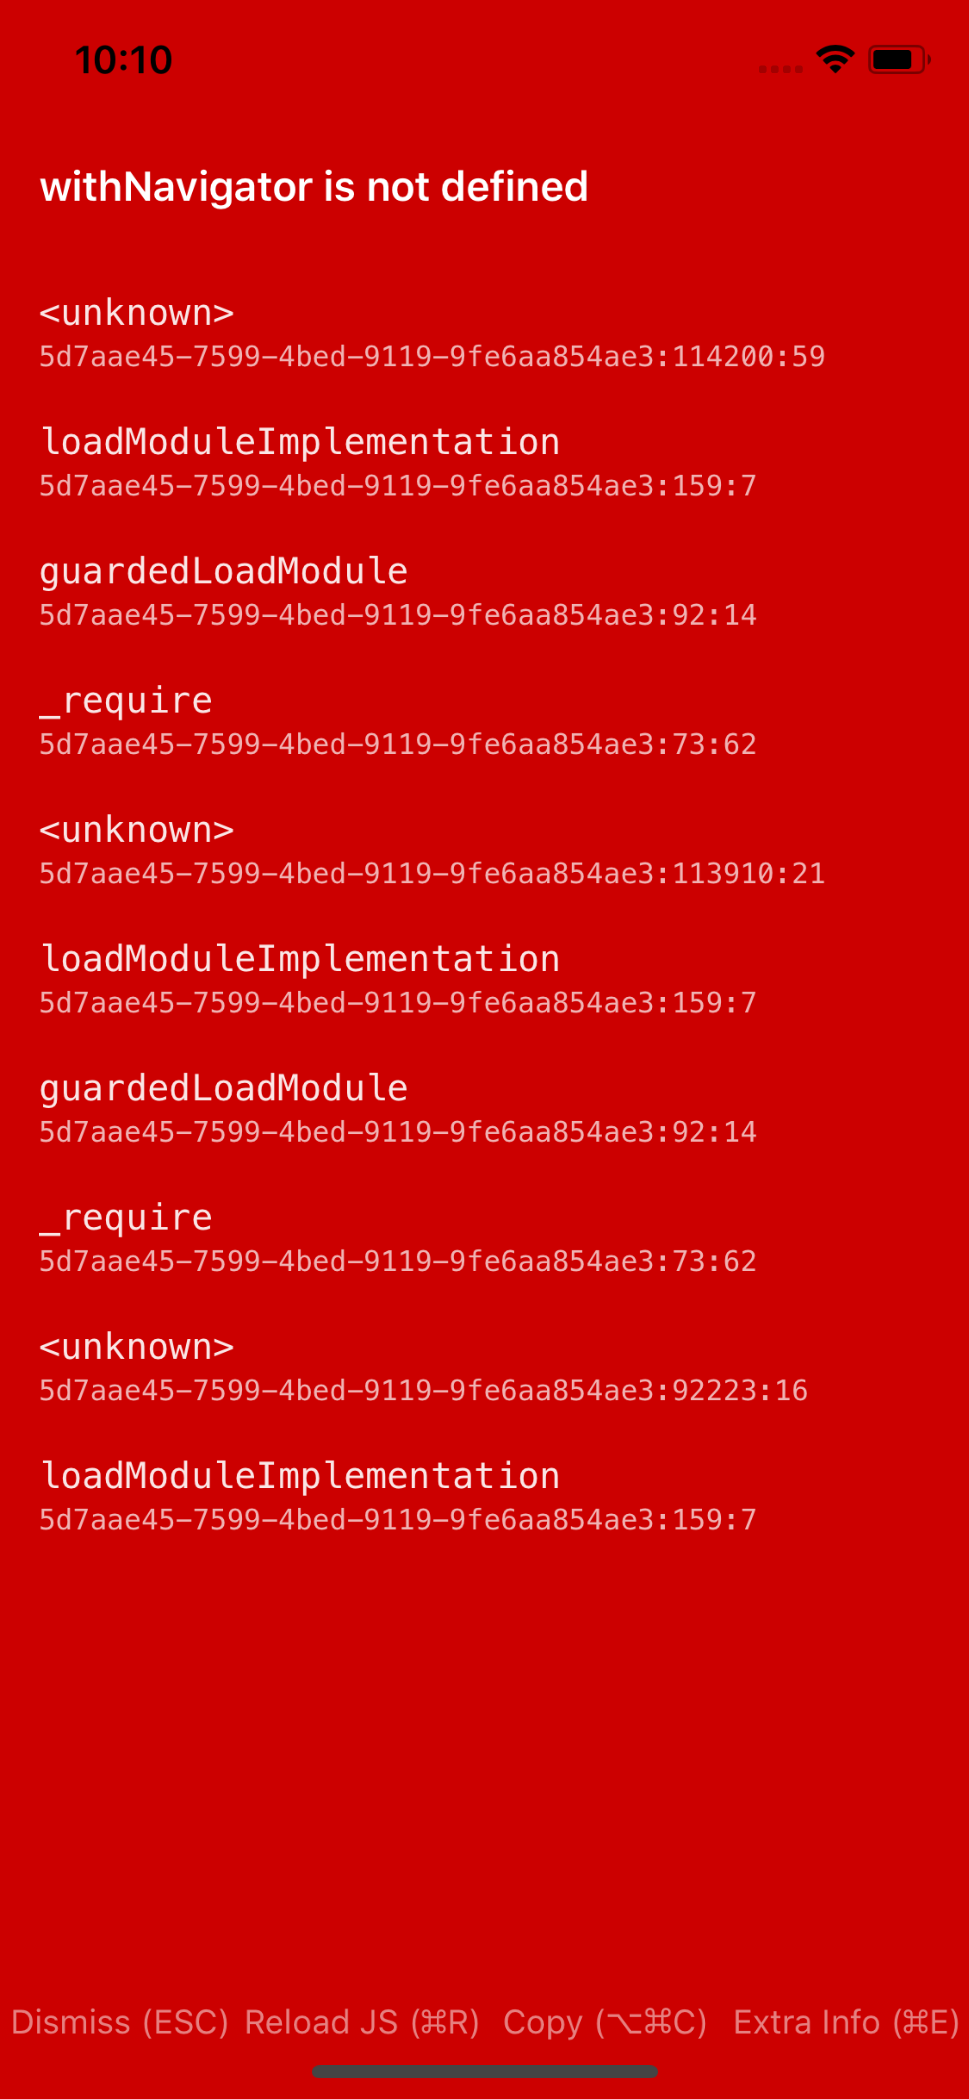 10:10
withNavigator is not defined
<unknown>
5d7aae45-7599-4bed-9119-9fe6aa854ae3:114200:59
loadModuleImplementation
5d7aae45-7599-4bed-9119-9fe6aa854ae3:159:7
guardedLoadModule
5d7aae45-7599-4bed-9119-9fe6aa854ae3:92:14
_require
5d7aae45-7599-4bed-9119-9fe6aa854ae3:73:62
<unknown>
5d7aae45-7599-4bed-9119-9fe6aa854ae3:113910:21
loadModuleImplementation
5d7aae45-7599-4bed-9119-9fe6aa854ae3:159:7
guardedLoadModule
5d7aae45-7599-4bed-9119-9fe6aa854ae3:92:14
_require
5d7aae45-7599-4bed-9119-9fe6aa854ae3:73:62
<unknown>
5d7aae45-7599-4bed-9119-9fe6aa854ae3:92223:16
loadModuleImplementation
5d7aae45-7599-4bed-9119-9fe6aa854ae3:159:7
Dismiss (ESC) Reload JS (⌘R) Copy (⌥⌘C) Extra Info (⌘E)